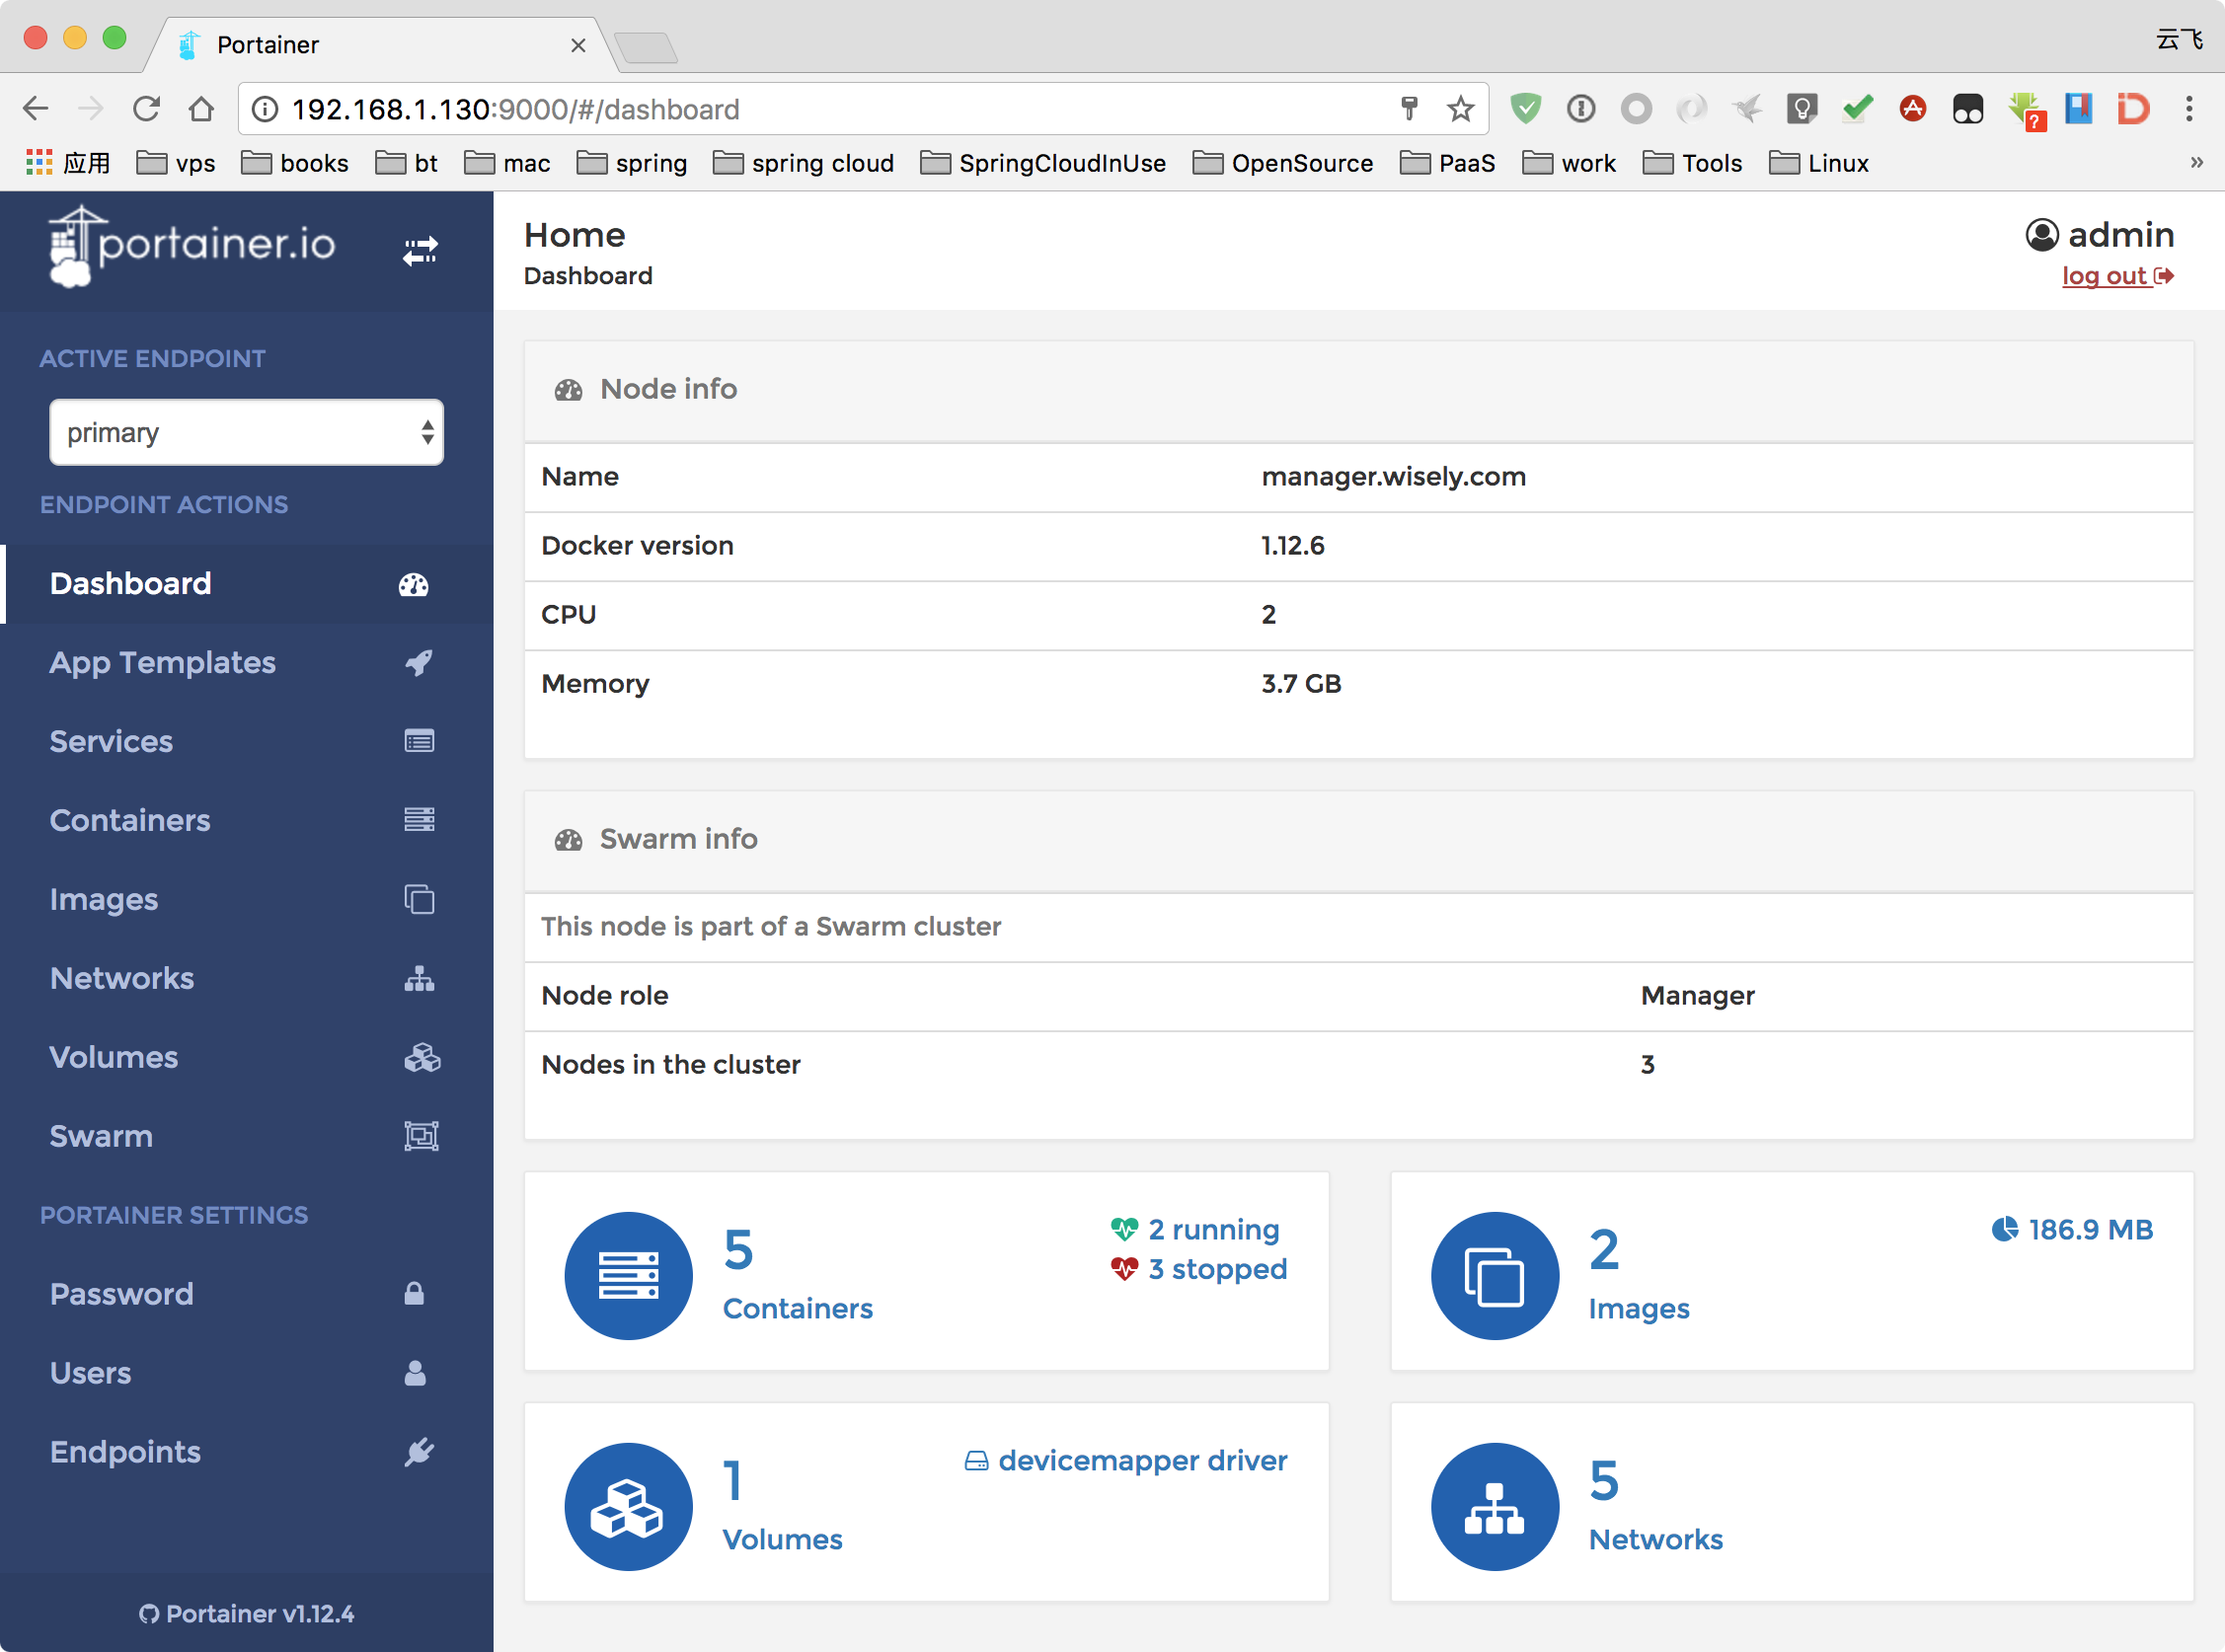 Portainer
云飞
192.168.1.130:9000/#/dashboard
应用 vps books bt mac spring spring cloud SpringCloudInUse OpenSource PaaS work Tools Linux »
portainer.io
Home
Dashboard
admin
log out
ACTIVE ENDPOINT
primary
ENDPOINT ACTIONS
Dashboard
App Templates
Services
Containers
Images
Networks
Volumes
Swarm
PORTAINER SETTINGS
Password
Users
Endpoints
Portainer v1.12.4
Node info
Name manager.wisely.com
Docker version 1.12.6
CPU 2
Memory 3.7 GB
Swarm info
This node is part of a Swarm cluster
Node role Manager
Nodes in the cluster 3
5
Containers
2 running
3 stopped
2
Images
186.9 MB
1
Volumes
devicemapper driver
5
Networks